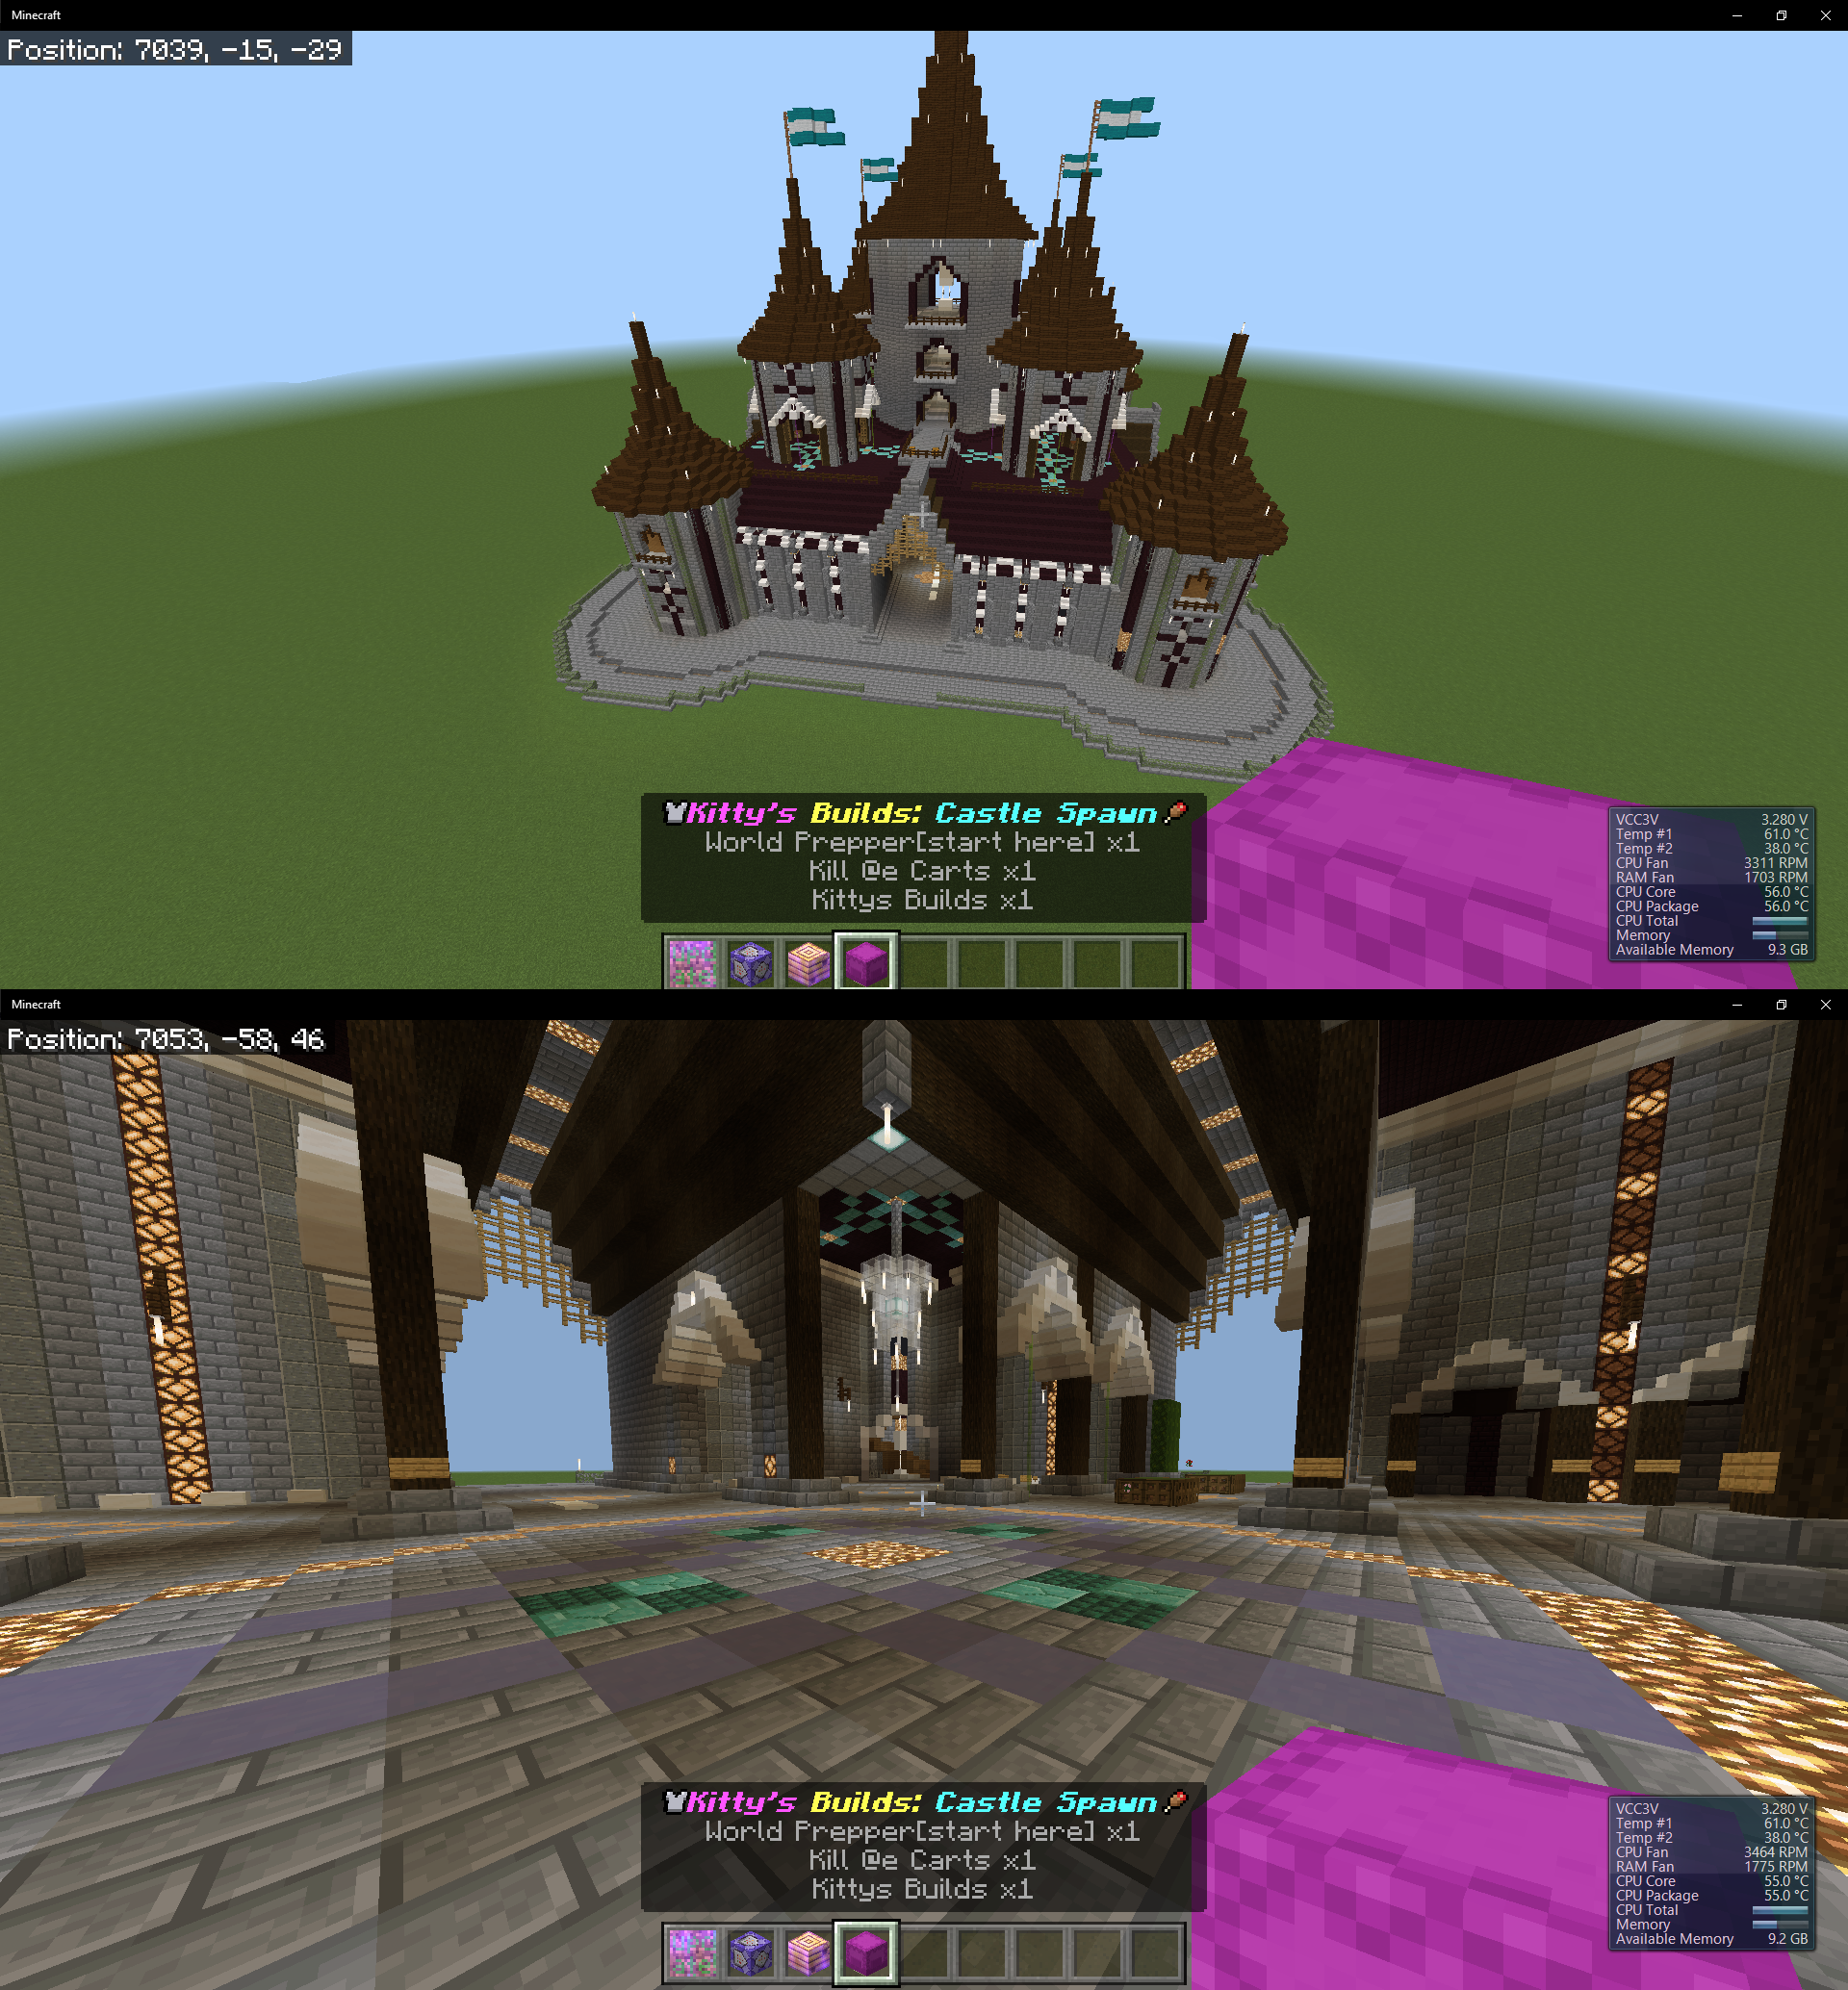 Minecraft
Position: 7039, -15, -29
Kitty's Builds: Castle Spawn
World Prepper[start here] x1
Kill @e Carts x1
Kittys Builds x1
VCC3V 3.280 V
Temp #1 61.0 °C
Temp #2 38.0 °C
CPU Fan 3311 RPM
RAM Fan 1703 RPM
CPU Core 56.0 °C
CPU Package 56.0 °C
CPU Total
Memory
Available Memory 9.3 GB
Minecraft
Position: 7053, -58, 46
Kitty's Builds: Castle Spawn
World Prepper[start here] x1
Kill @e Carts x1
Kittys Builds x1
VCC3V 3.280 V
Temp #1 61.0 °C
Temp #2 38.0 °C
CPU Fan 3464 RPM
RAM Fan 1775 RPM
CPU Core 55.0 °C
CPU Package 55.0 °C
CPU Total
Memory
Available Memory 9.2 GB